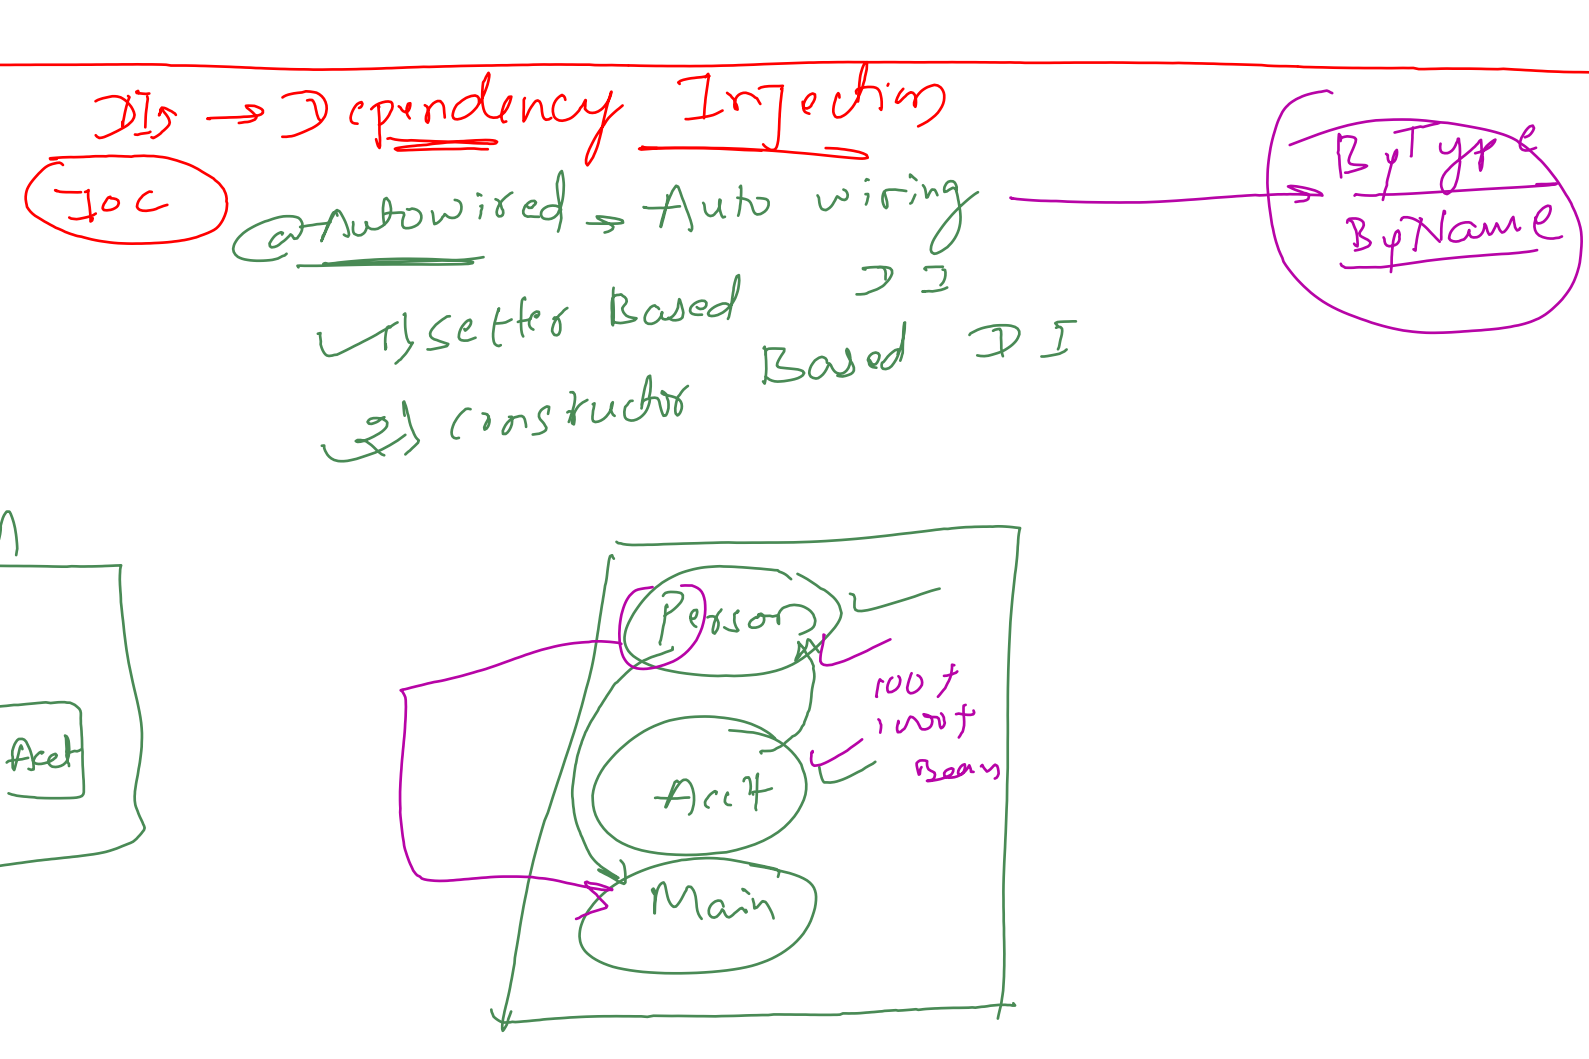 DI → Dependency Injection
IOC
@Autowired → Auto wiring
ByType
ByName
1) Setter Based DI
2) Constructor Based DI
Person
100+
1000+
Bean
Acct
Acct
Main